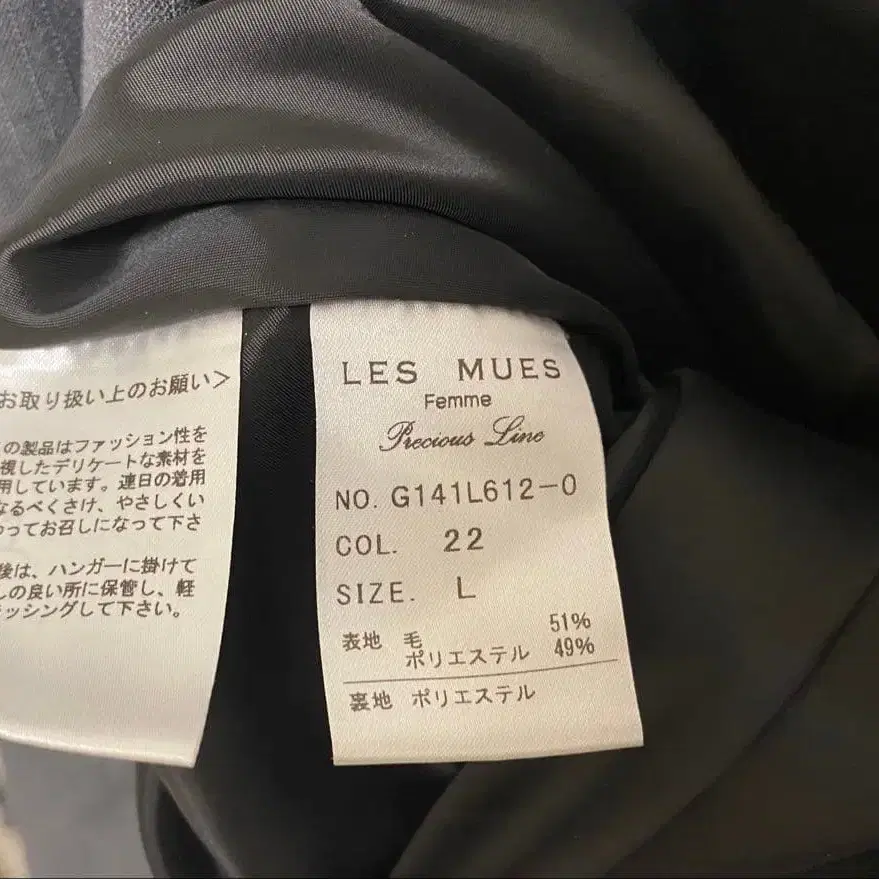 お取り扱い上のお願い>
の製品はファッション性を
視したデリケートな素材を
用しています。連日の着用
なるべくさけ、やさしくい
わってお召しになって下さ
後は、ハンガーに掛けて
しの良い所に保管し、軽
ラッシングして下さい。
LES MUES
Femme
Precious Line
NO. G141L612-0
COL. 22
SIZE. L
表地 毛 51%
ポリエステル 49%
裏地 ポリエステル